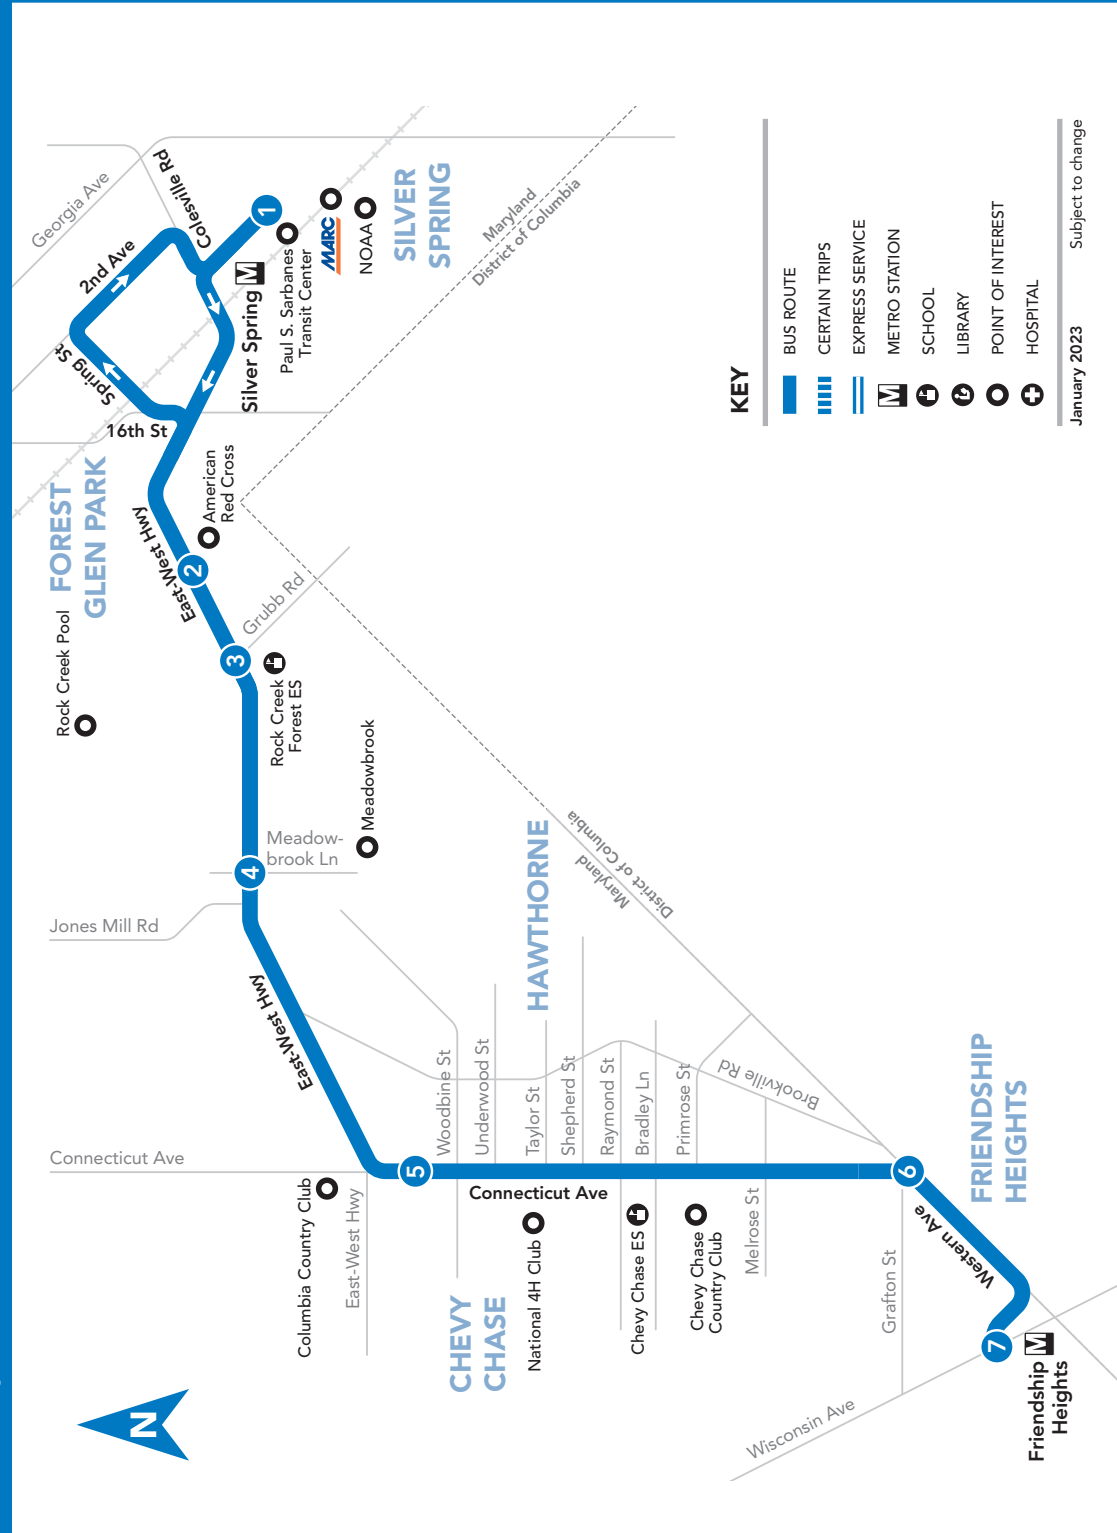 N
Georgia Ave
Colesville Rd
2nd Ave
Spring St
16th St
1
Silver Spring M
Paul S. Sarbanes
Transit Center
MARC
NOAA
SILVER
SPRING
Maryland
District of Columbia
FOREST
GLEN PARK
East-West Hwy
2
American
Red Cross
Rock Creek Pool
3
Grubb Rd
Rock Creek
Forest ES
Meadowbrook
Meadow-
brook Ln
4
Jones Mill Rd
East-West Hwy
HAWTHORNE
Maryland
District of Columbia
Connecticut Ave
Columbia Country Club
East-West Hwy
5
Woodbine St
Underwood St
Taylor St
Shepherd St
Raymond St
Bradley Ln
Primrose St
Brookville Rd
Connecticut Ave
CHEVY
CHASE
National 4H Club
Chevy Chase ES
Chevy Chase
Country Club
Melrose St
Grafton St
6
Western Ave
FRIENDSHIP
HEIGHTS
Wisconsin Ave
7
Friendship M
Heights
KEY
BUS ROUTE
CERTAIN TRIPS
EXPRESS SERVICE
M METRO STATION
SCHOOL
LIBRARY
POINT OF INTEREST
HOSPITAL
January 2023 Subject to change